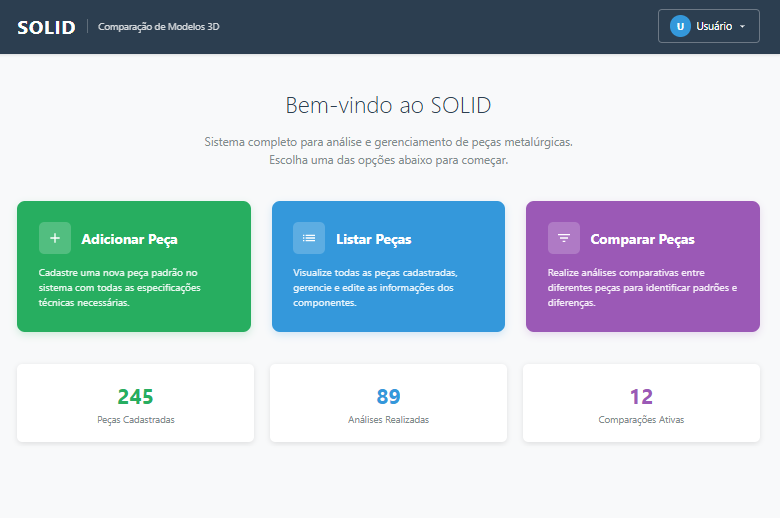 SOLID
Comparação de Modelos 3D
U
Usuário
Bem-vindo ao SOLID
Sistema completo para análise e gerenciamento de peças metalúrgicas.
Escolha uma das opções abaixo para começar.
Adicionar Peça
Cadastre uma nova peça padrão no
sistema com todas as especificações
técnicas necessárias.
Listar Peças
Visualize todas as peças cadastradas,
gerencie e edite as informações dos
componentes.
Comparar Peças
Realize análises comparativas entre
diferentes peças para identificar padrões e
diferenças.
245
Peças Cadastradas
89
Análises Realizadas
12
Comparações Ativas